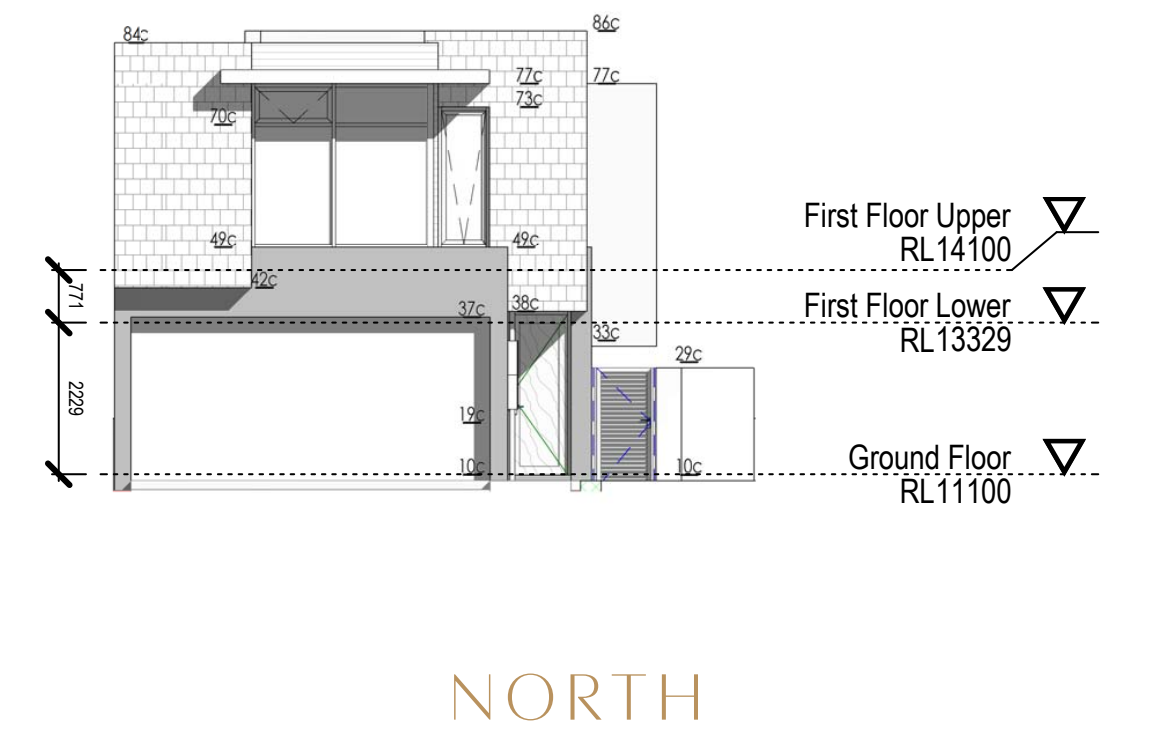 86c
84c
77c
77c
73c
70c
First Floor Upper
RL14100
49c
49c
42c
771
First Floor Lower
RL13329
38c
37c
33c
29c
2229
19c
Ground Floor
RL11100
10c
10c
NORTH